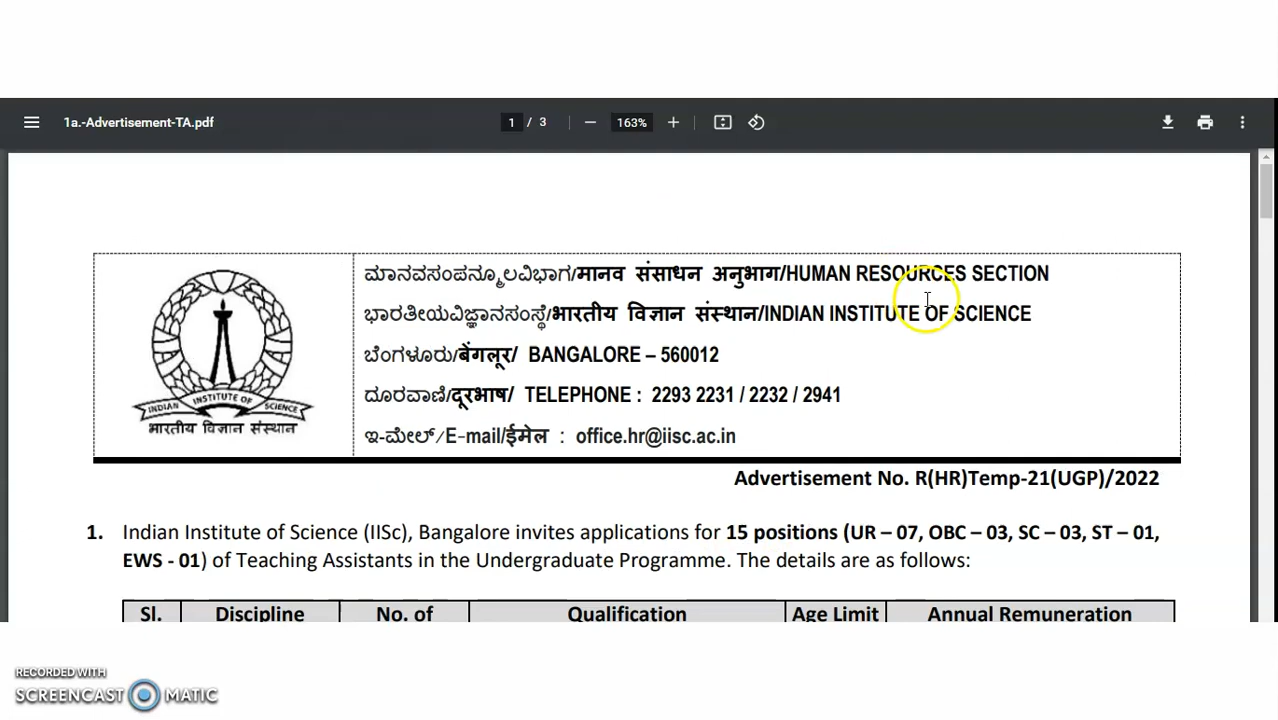 1a.-Advertisement-TA.pdf
1 / 3
163%
ಮಾನವಸಂಪನ್ಮೂಲವಿಭಾಗ/मानव संसाधन अनुभाग/HUMAN RESOURCES SECTION
ಭಾರತೀಯವಿಜ್ಞಾನಸಂಸ್ಥೆ/भारतीय विज्ञान संस्थान/INDIAN INSTITUTE OF SCIENCE
ಬೆಂಗಳೂರು/बेंगलूर/ BANGALORE – 560012
ದೂರವಾಣಿ/दूरभाष/ TELEPHONE : 2293 2231 / 2232 / 2941
ಇ-ಮೇಲ್/E-mail/ईमेल : office.hr@iisc.ac.in
INDIAN INSTITUTE OF SCIENCE
भारतीय विज्ञान संस्थान
Advertisement No. R(HR)Temp-21(UGP)/2022
1. Indian Institute of Science (IISc), Bangalore invites applications for 15 positions (UR – 07, OBC – 03, SC – 03, ST – 01,
EWS - 01) of Teaching Assistants in the Undergraduate Programme. The details are as follows:
Sl. Discipline No. of Qualification Age Limit Annual Remuneration
RECORDED WITH
SCREENCAST MATIC